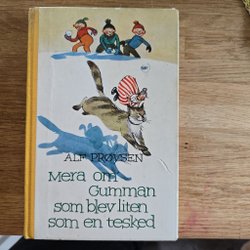 ALF PRØYSEN
Mera om
Gumman
som blev liten
som en tesked